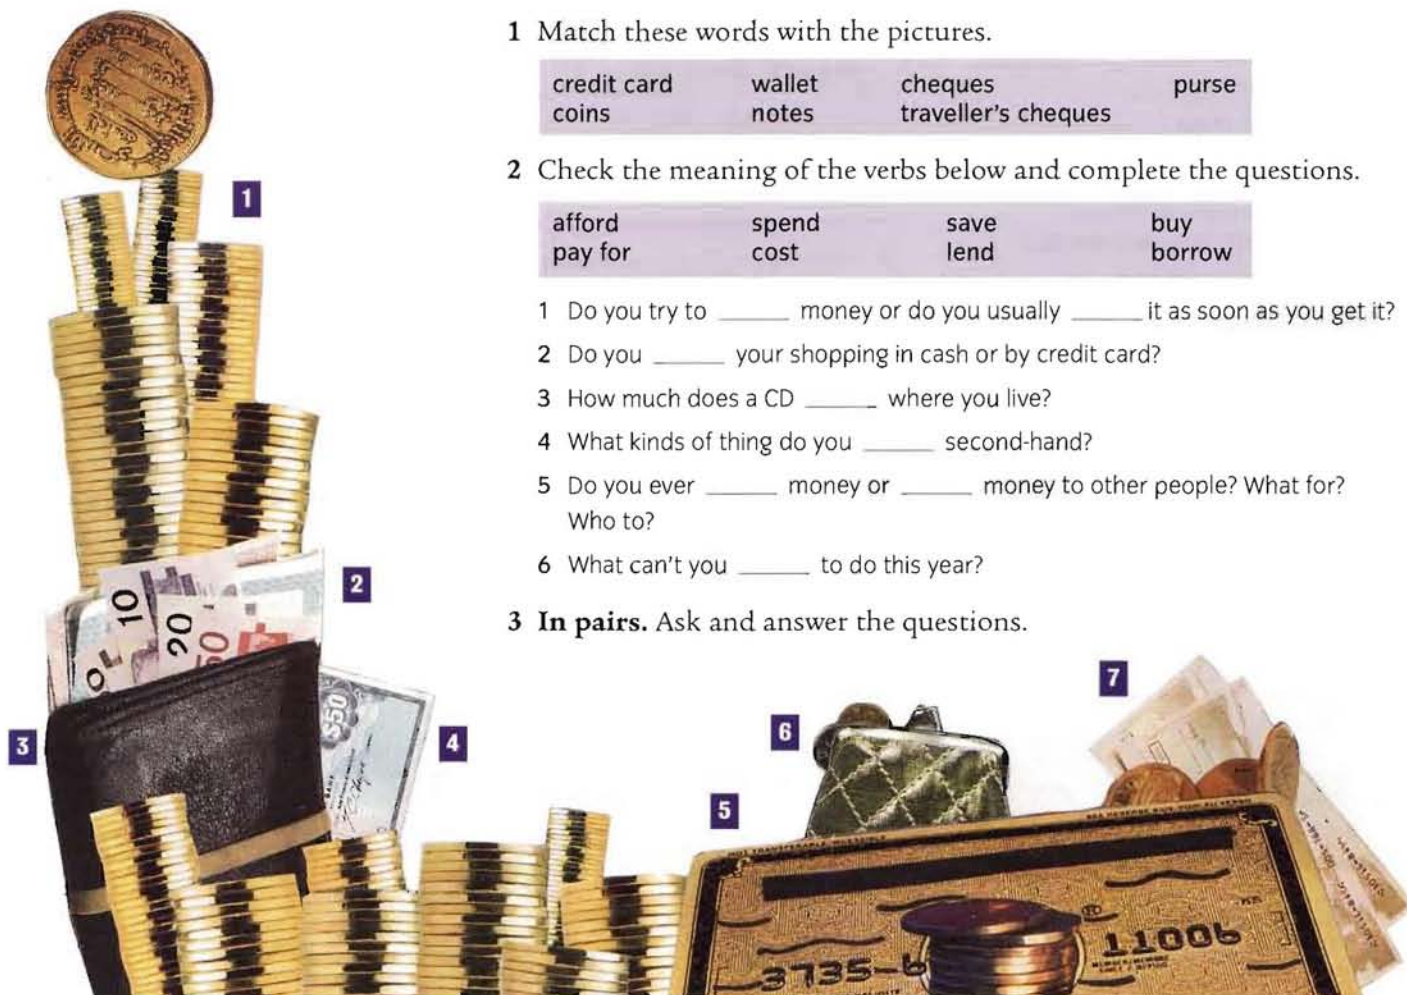 1 Match these words with the pictures.
credit card wallet cheques purse
coins notes traveller's cheques
2 Check the meaning of the verbs below and complete the questions.
afford spend save buy
pay for cost lend borrow
1 Do you try to ______ money or do you usually ______ it as soon as you get it?
2 Do you ______ your shopping in cash or by credit card?
3 How much does a CD ______ where you live?
4 What kinds of thing do you ______ second-hand?
5 Do you ever ______ money or ______ money to other people? What for?
Who to?
6 What can't you ______ to do this year?
3 In pairs. Ask and answer the questions.
1
2
3
4
5
6
7
10
20
50
$50
11006
3735-6